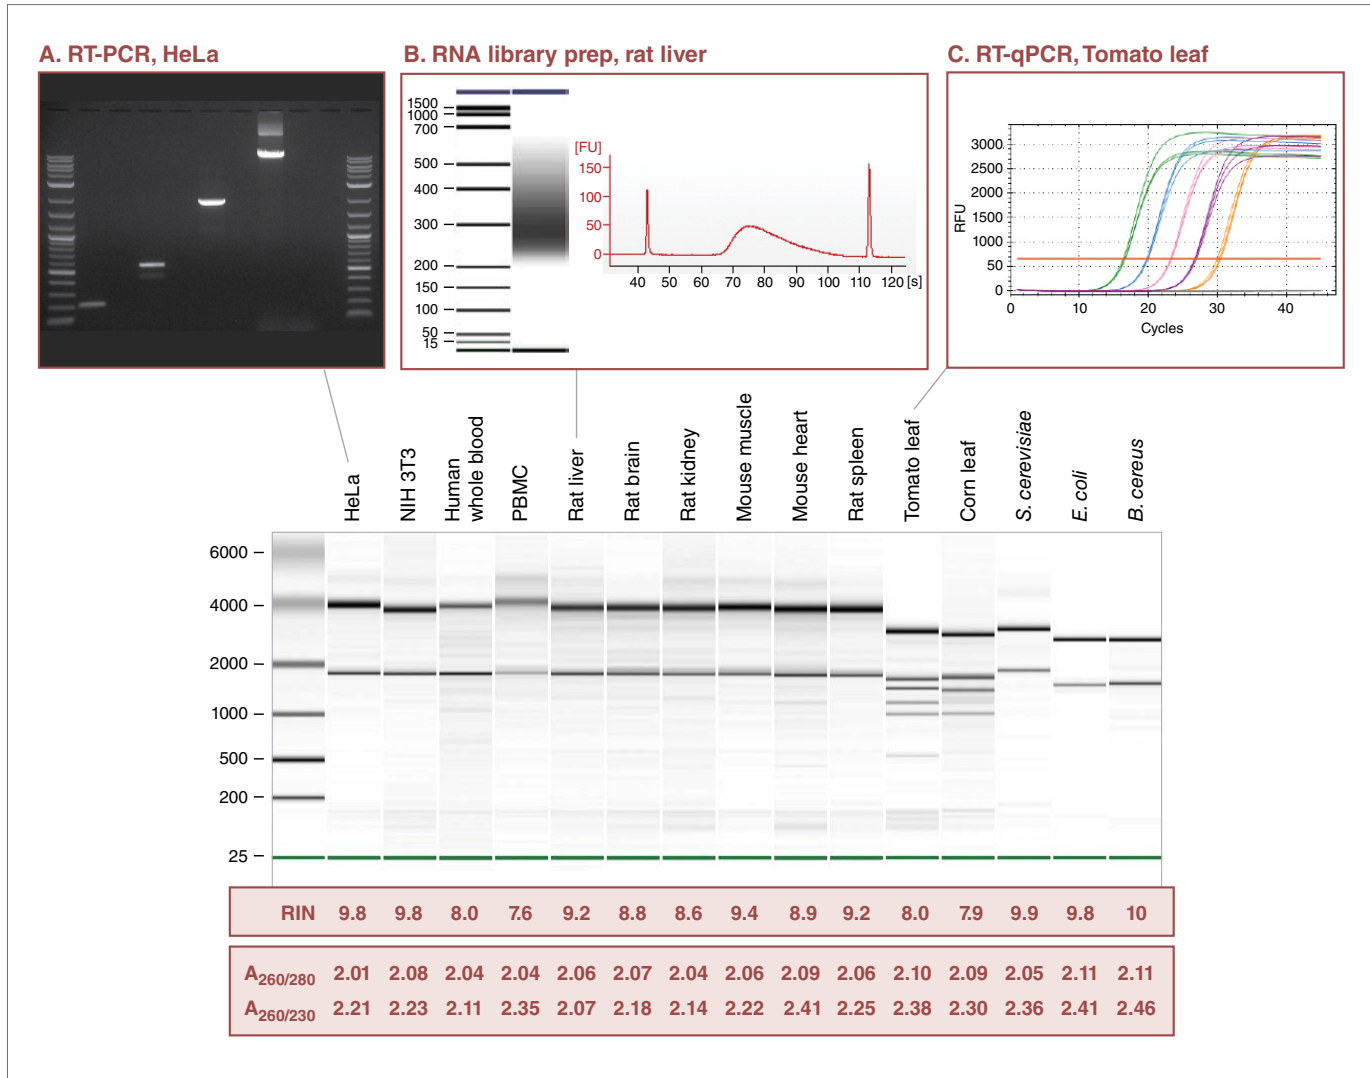 A. RT-PCR, HeLa
B. RNA library prep, rat liver
C. RT-qPCR, Tomato leaf
1500
1000
700
500
400
300
200
150
100
50
15
[FU]
150
100
50
0
40 60 70 80 90 100 110 120 [s]
RFU
3000
2500
2000
1500
1000
50
0
0 10 20 30 40
Cycles
HeLa
NIH 3T3
Human
whole blood
PBMC
Rat liver
Rat brain
Rat kidney
Mouse muscle
Mouse heart
Rat spleen
Tomato leaf
Corn leaf
S. cerevisiae
E. coli
B. cereus
6000
4000
2000
1000
500
200
25
RIN 9.8 9.8 8.0 7.6 9.2 8.8 8.6 9.4 8.9 9.2 8.0 7.9 9.9 9.8 10
A260/280 2.01 2.08 2.04 2.04 2.06 2.07 2.04 2.06 2.09 2.06 2.10 2.09 2.05 2.11 2.11
A260/230 2.21 2.23 2.11 2.35 2.07 2.18 2.14 2.22 2.41 2.25 2.38 2.30 2.36 2.41 2.46